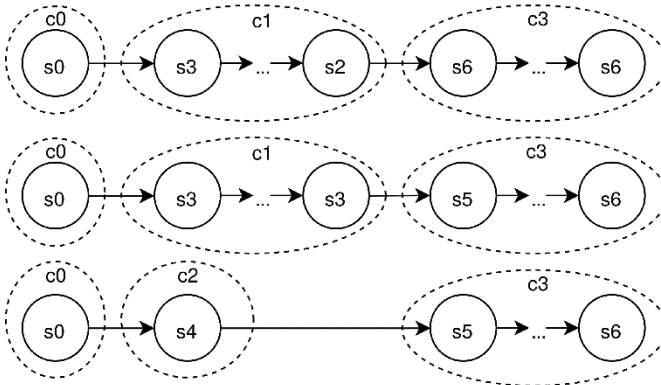 c0 c1 c3
s0 s3 ... s2 s6 ... s6
c0 c1 c3
s0 s3 ... s3 s5 ... s6
c0 c2 c3
s0 s4 s5 ... s6